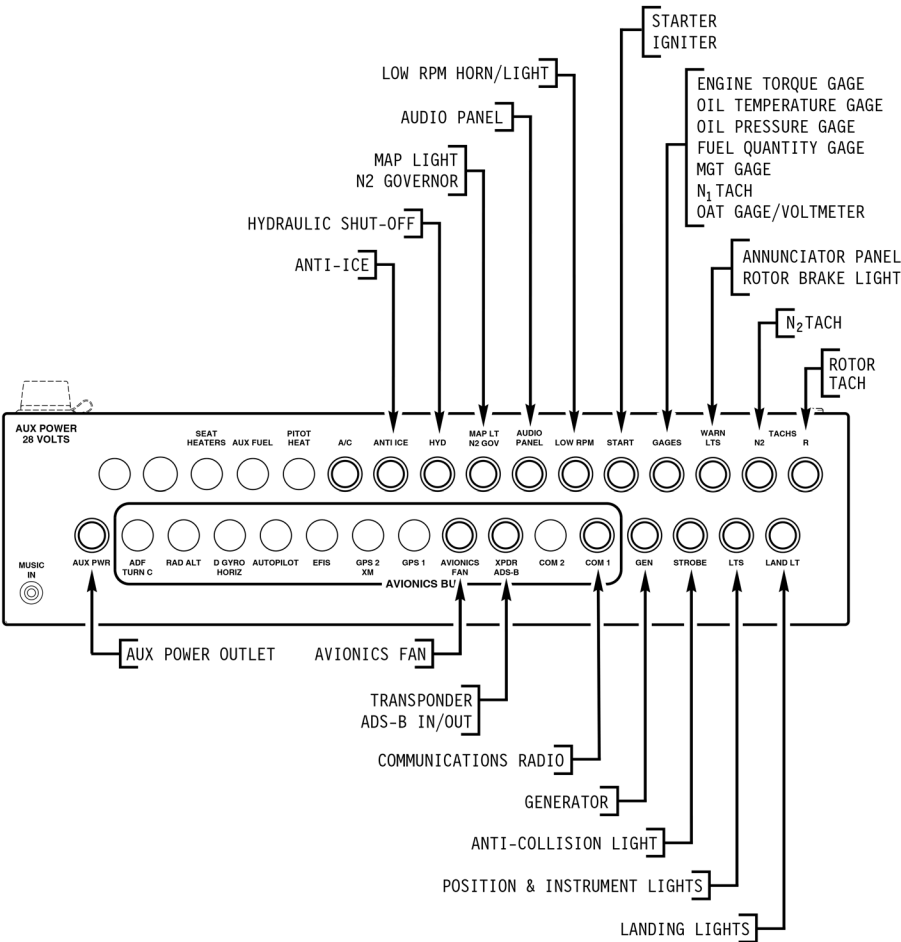 STARTER
IGNITER
LOW RPM HORN/LIGHT
ENGINE TORQUE GAGE
OIL TEMPERATURE GAGE
OIL PRESSURE GAGE
FUEL QUANTITY GAGE
MGT GAGE
N1 TACH
OAT GAGE/VOLTMETER
AUDIO PANEL
MAP LIGHT
N2 GOVERNOR
HYDRAULIC SHUT-OFF
ANTI-ICE
ANNUNCIATOR PANEL
ROTOR BRAKE LIGHT
N2 TACH
ROTOR
TACH
AUX POWER
28 VOLTS
SEAT
HEATERS
AUX FUEL
PITOT
HEAT
A/C
ANTI ICE
HYD
MAP LT
N2 GOV
AUDIO
PANEL
LOW RPM
START
GAGES
WARN
LTS
TACHS
N2
R
MUSIC
IN
AUX PWR
ADF
TURN C
RAD ALT
D GYRO
HORIZ
AUTOPILOT
EFIS
GPS 2
XM
GPS 1
AVIONICS
FAN
XPDR
ADS-B
COM 2
COM 1
GEN
STROBE
LTS
LAND LT
AVIONICS BU
AUX POWER OUTLET
AVIONICS FAN
TRANSPONDER
ADS-B IN/OUT
COMMUNICATIONS RADIO
GENERATOR
ANTI-COLLISION LIGHT
POSITION & INSTRUMENT LIGHTS
LANDING LIGHTS